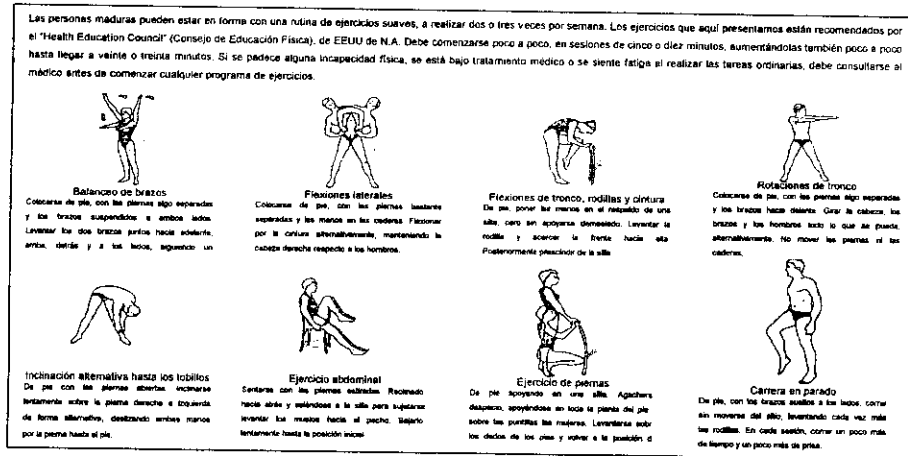 Las personas maduras pueden estar en forma con una rutina de ejercicios suaves, a realizar dos o tres veces por semana. Los ejercicios que aquí presentamos están recomendados por
el "Health Education Council" (Consejo de Educación Física). de EEUU de N.A. Debe comenzarse poco a poco, en sesiones de cinco o diez minutos, aumentándolas también poco a poco
hasta llegar a veinte o treinta minutos. Si se padece alguna incapacidad física, se está bajo tratamiento médico o se siente fatiga al realizar las tareas ordinarias, debe consultarse al
médico antes de comenzar cualquier programa de ejercicios.
Balanceo de brazos
Colocarse de pie, con las piernas algo separadas
y los brazos suspendidos a ambos lados.
Levantar los dos brazos juntos hacia adelante,
arriba, detrás y a los lados, siguiendo un
Flexiones laterales
Colocarse de pie, con las piernas bastante
separadas y las manos en las caderas. Flexionar
por la cintura alternativamente, manteniendo la
cabeza derecha respecto a los hombros.
Flexiones de tronco, rodillas y cintura
De pie, poner las manos en el respaldo de una
silla, pero sin apoyarse demasiado. Levantar la
rodilla y acercar la frente hacia ella
Posteriormente prescindir de la silla
Rotaciones de tronco
Colocarse de pie, con las piernas algo separadas
y los brazos hacia delante. Girar la cabeza, los
brazos y los hombros todo lo que se pueda,
alternativamente. No mover las piernas ni las
caderas.
Inclinación alternativa hasta los tobillos
De pie con las piernas abiertas. Inclinarse
lentamente sobre la pierna derecha e izquierda
de forma alternativa, deslizando ambas manos
por la pierna hasta el pie.
Ejercicio abdominal
Sentarse con las piernas estiradas Reclinado
hacia atrás y asiéndose a la silla para sujetarse
levantar los muslos hacia el pecho. Bajarlo
lentamente hasta la posición inicial
Ejercicio de piernas
De pie apoyando en una silla. Agacharse
despacio, apoyándose en toda la planta del pie
sobre las puntillas las mujeres. Levantarse sobr
los dedos de los pies y volver a la posición d
Carrera en parado
De pie, con los brazos sueltos a los lados, correr
sin moverse del sitio, levantando cada vez más
las rodillas. En cada sesión, correr un poco más
de tiempo y un poco más de prisa.